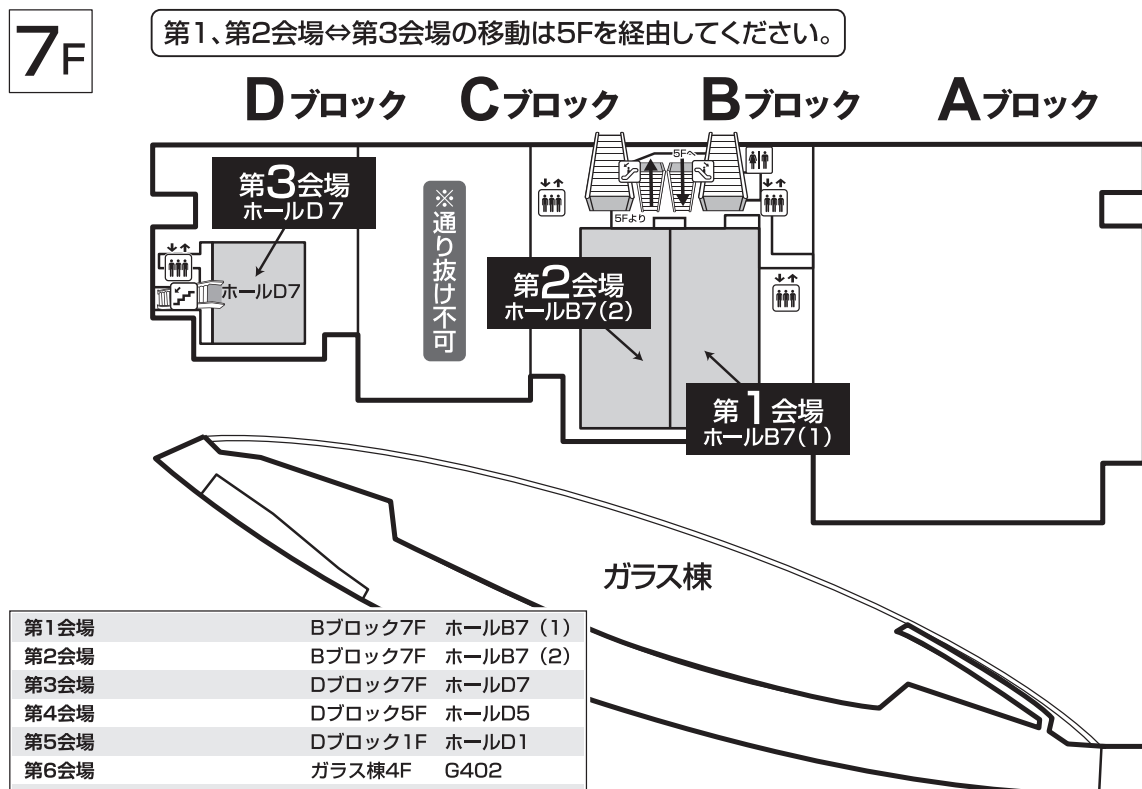 7F
第1、第2会場⇔第3会場の移動は5Fを経由してください。
Dブロック
Cブロック
Bブロック
Aブロック
第3会場
ホールD7
※通り抜け不可
5Fへ
5Fより
ホールD7
第2会場
ホールB7(2)
第1会場
ホールB7(1)
ガラス棟
第1会場 Bブロック7F ホールB7(1)
第2会場 Bブロック7F ホールB7(2)
第3会場 Dブロック7F ホールD7
第4会場 Dブロック5F ホールD5
第5会場 Dブロック1F ホールD1
第6会場 ガラス棟4F G402